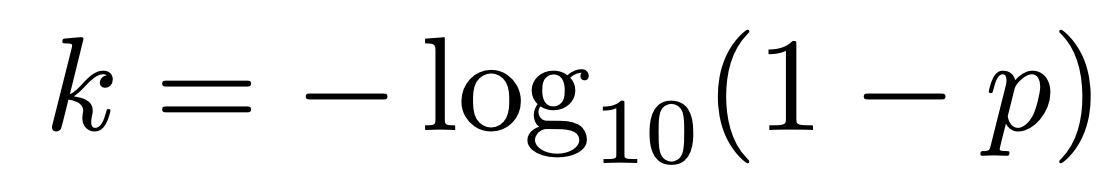 k = − log₁₀ (1 − p)